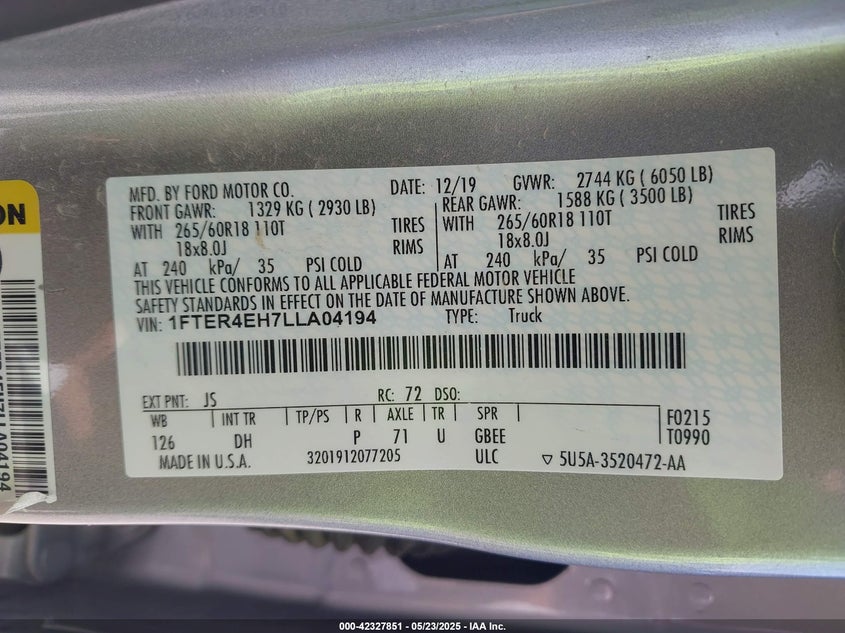 ON
MFD. BY FORD MOTOR CO. DATE: 12/19 GVWR: 2744 KG ( 6050 LB)
FRONT GAWR: 1329 KG ( 2930 LB) REAR GAWR: 1588 KG ( 3500 LB)
WITH 265/60R18 110T TIRES WITH 265/60R18 110T TIRES
18x8.0J RIMS 18x8.0J RIMS
AT 240 kPa/ 35 PSI COLD AT 240 kPa/ 35 PSI COLD
THIS VEHICLE CONFORMS TO ALL APPLICABLE FEDERAL MOTOR VEHICLE
SAFETY STANDARDS IN EFFECT ON THE DATE OF MANUFACTURE SHOWN ABOVE.
VIN: 1FTER4EH7LLA04194 TYPE: Truck
EXT PNT: JS RC: 72 DSO:
WB INT TR TP/PS R AXLE TR SPR F0215
126 DH P 71 U GBEE T0990
MADE IN U.S.A. 3201912077205 ULC ▽ 5U5A-3520472-AA
000-42327851 — 05/23/2025 — IAA Inc.